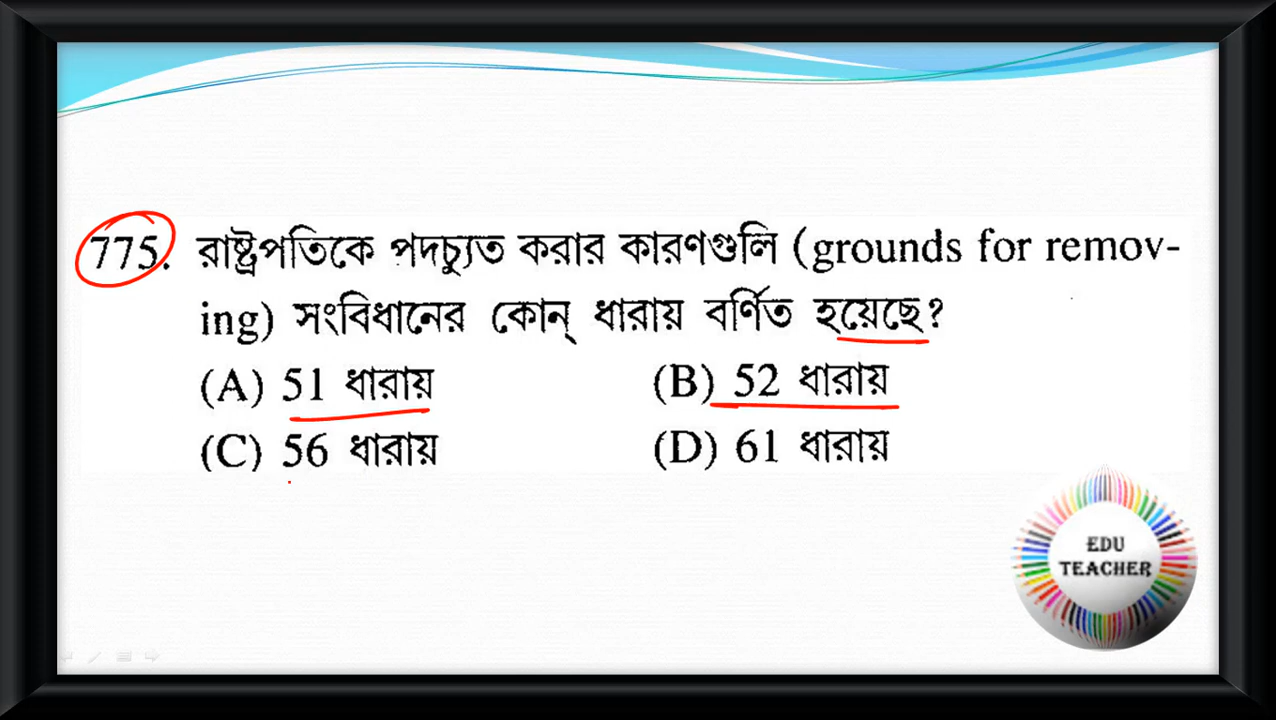 775. রাষ্ট্রপতিকে পদচ্যুত করার কারণগুলি (grounds for remov-
ing) সংবিধানের কোন্ ধারায় বর্ণিত হয়েছে?
(A) 51 ধারায় (B) 52 ধারায়
(C) 56 ধারায় (D) 61 ধারায়
EDU
TEACHER